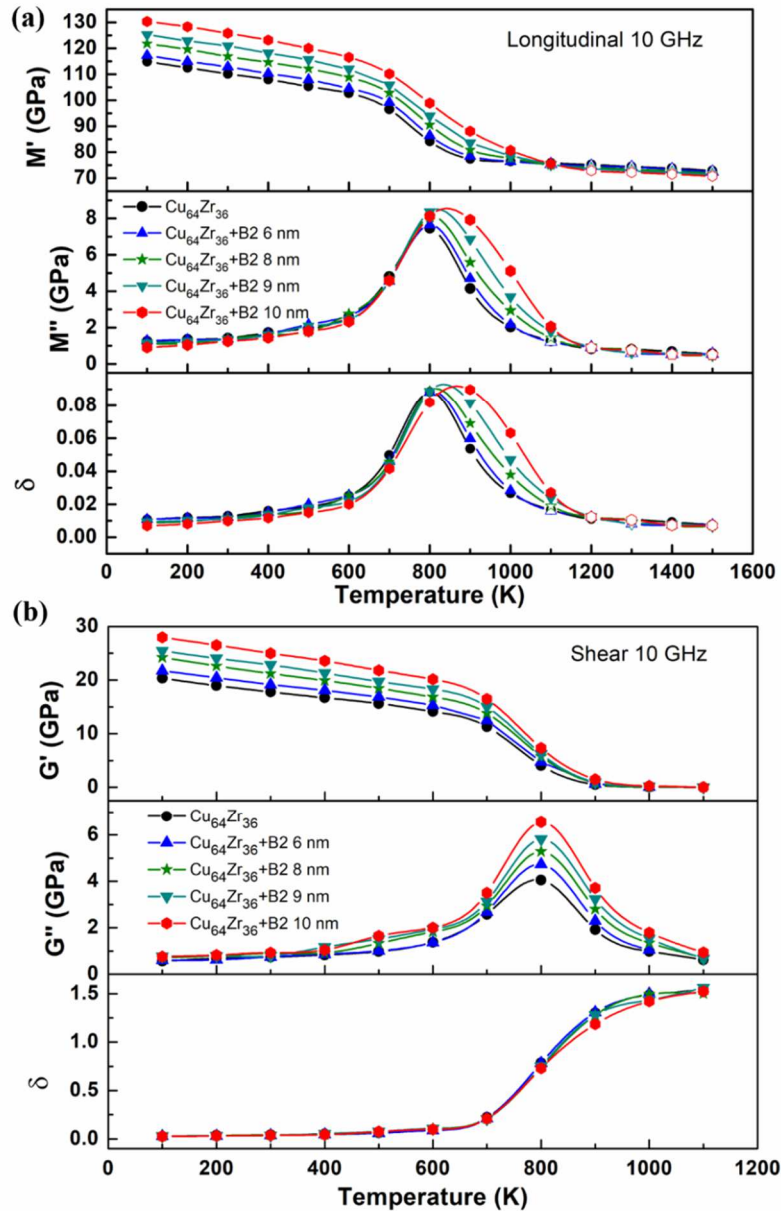 (a)
Longitudinal 10 GHz
M' (GPa)
130
120
110
100
90
80
70
M'' (GPa)
8
6
4
2
0
Cu64Zr36
Cu64Zr36+B2 6 nm
Cu64Zr36+B2 8 nm
Cu64Zr36+B2 9 nm
Cu64Zr36+B2 10 nm
δ
0.08
0.06
0.04
0.02
0.00
0 200 400 600 800 1000 1200 1400 1600
Temperature (K)
(b)
Shear 10 GHz
G' (GPa)
30
20
10
0
G'' (GPa)
6
4
2
0
Cu64Zr36
Cu64Zr36+B2 6 nm
Cu64Zr36+B2 8 nm
Cu64Zr36+B2 9 nm
Cu64Zr36+B2 10 nm
δ
1.5
1.0
0.5
0.0
0 200 400 600 800 1000 1200
Temperature (K)